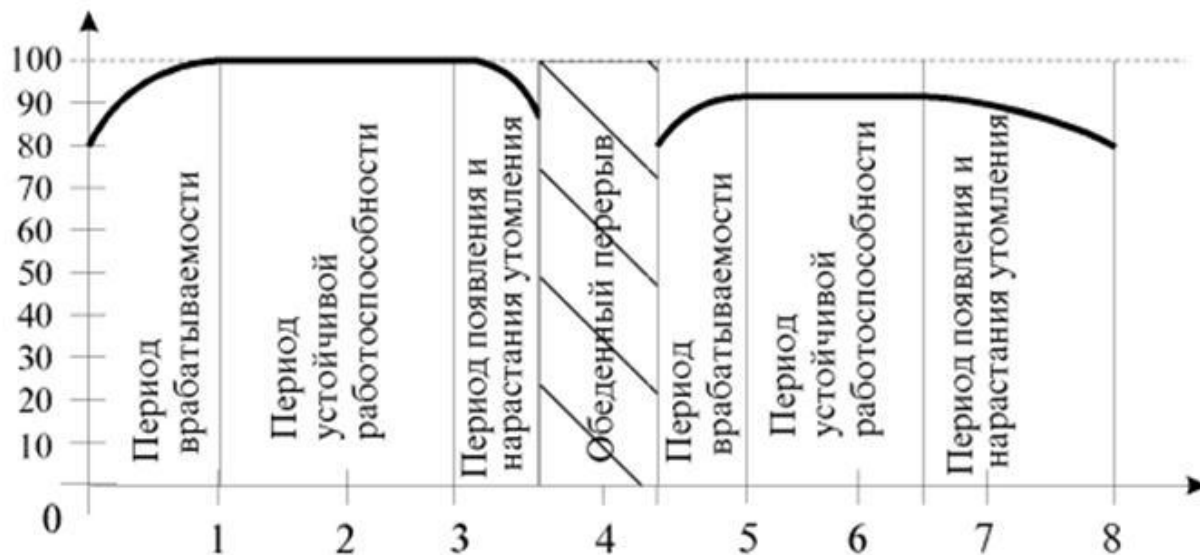 100
90
80
70
60
50
40
30
20
10
0
Период
врабатываемости
Период
устойчивой
работоспособности
Период появления и
нарастания утомления
Обеденный перерыв
Период
врабатываемости
Период
устойчивой
работоспособности
Период появления и
нарастания утомления
1 2 3 4 5 6 7 8